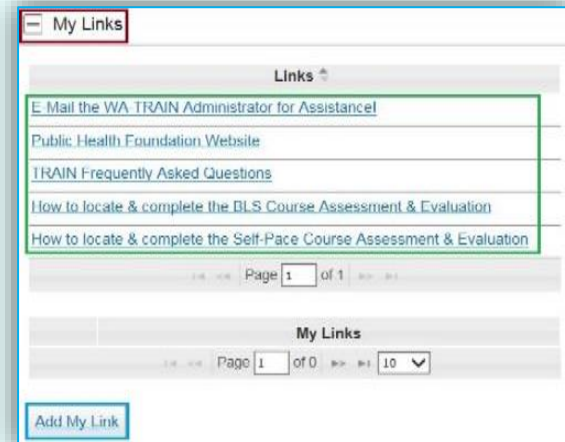 My Links
Links
E-Mail the WA-TRAIN Administrator for Assistance!
Public Health Foundation Website
TRAIN Frequently Asked Questions
How to locate & complete the BLS Course Assessment & Evaluation
How to locate & complete the Self-Pace Course Assessment & Evaluation
Page 1 of 1
My Links
Page 1 of 0 10
Add My Link